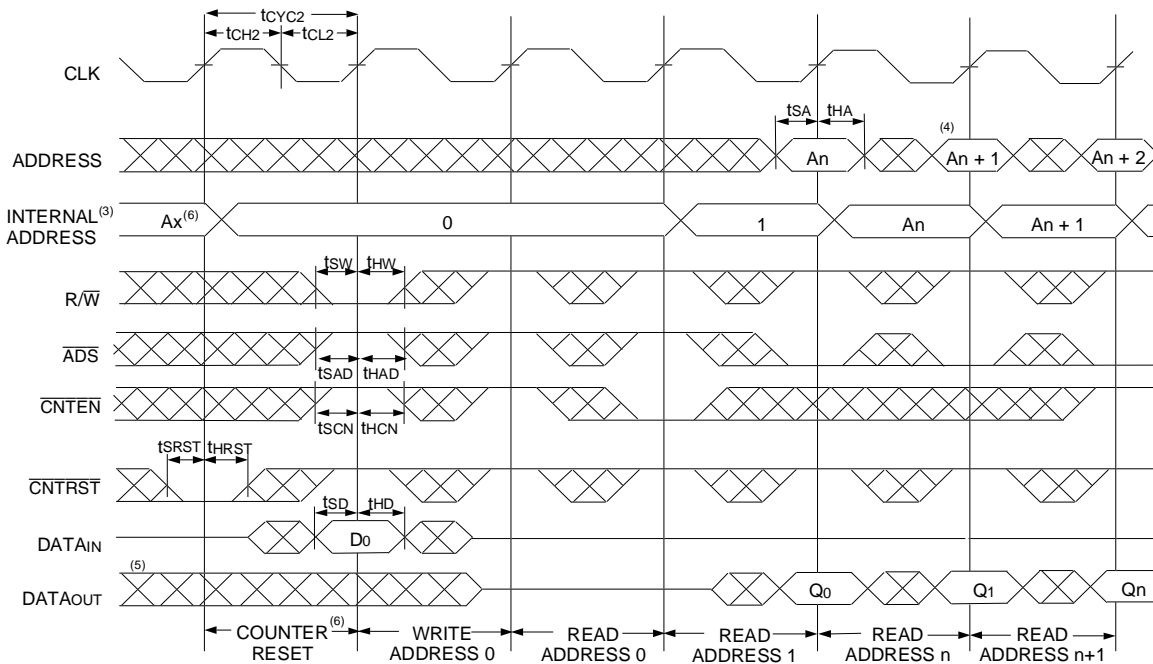 tCYC2
tCH2 tCL2
CLK
tSA tHA
(4)
ADDRESS An An + 1 An + 2
INTERNAL(3)
ADDRESS
Ax(6) 0 1 An An + 1
tSW tHW
R/W
ADS
tSAD tHAD
CNTEN
tSCN tHCN
tSRST tHRST
CNTRST
tSD tHD
DATAIN D0
(5)
DATAOUT Q0 Q1 Qn
COUNTER(6)
RESET
WRITE
ADDRESS 0
READ
ADDRESS 0
READ
ADDRESS 1
READ
ADDRESS n
READ
ADDRESS n+1